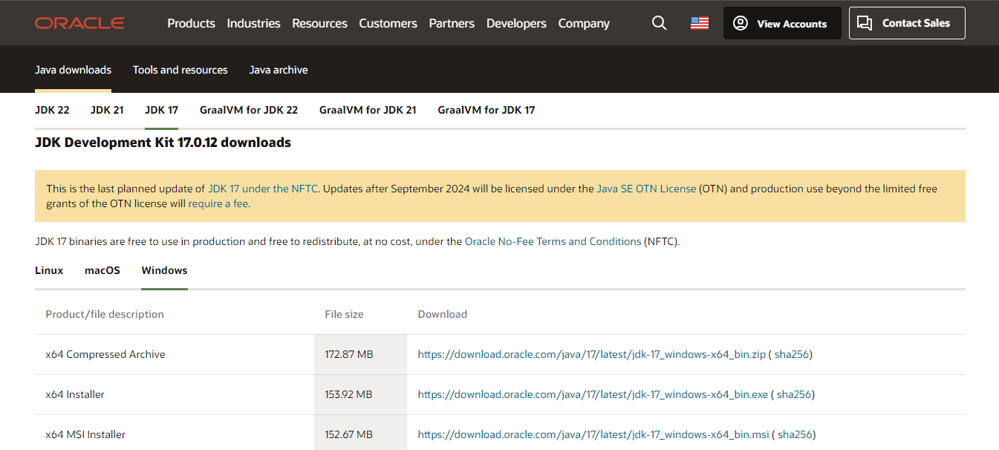 ORACLE Products Industries Resources Customers Partners Developers Company View Accounts Contact Sales
Java downloads Tools and resources Java archive
JDK 22 JDK 21 JDK 17 GraalVM for JDK 22 GraalVM for JDK 21 GraalVM for JDK 17
JDK Development Kit 17.0.12 downloads
This is the last planned update of JDK 17 under the NFTC. Updates after September 2024 will be licensed under the Java SE OTN License (OTN) and production use beyond the limited free
grants of the OTN license will require a fee.
JDK 17 binaries are free to use in production and free to redistribute, at no cost, under the Oracle No-Fee Terms and Conditions (NFTC).
Linux macOS Windows
Product/file description File size Download
x64 Compressed Archive 172.87 MB https://download.oracle.com/java/17/latest/jdk-17_windows-x64_bin.zip ( sha256)
x64 Installer 153.92 MB https://download.oracle.com/java/17/latest/jdk-17_windows-x64_bin.exe ( sha256)
x64 MSI Installer 152.67 MB https://download.oracle.com/java/17/latest/jdk-17_windows-x64_bin.msi ( sha256)